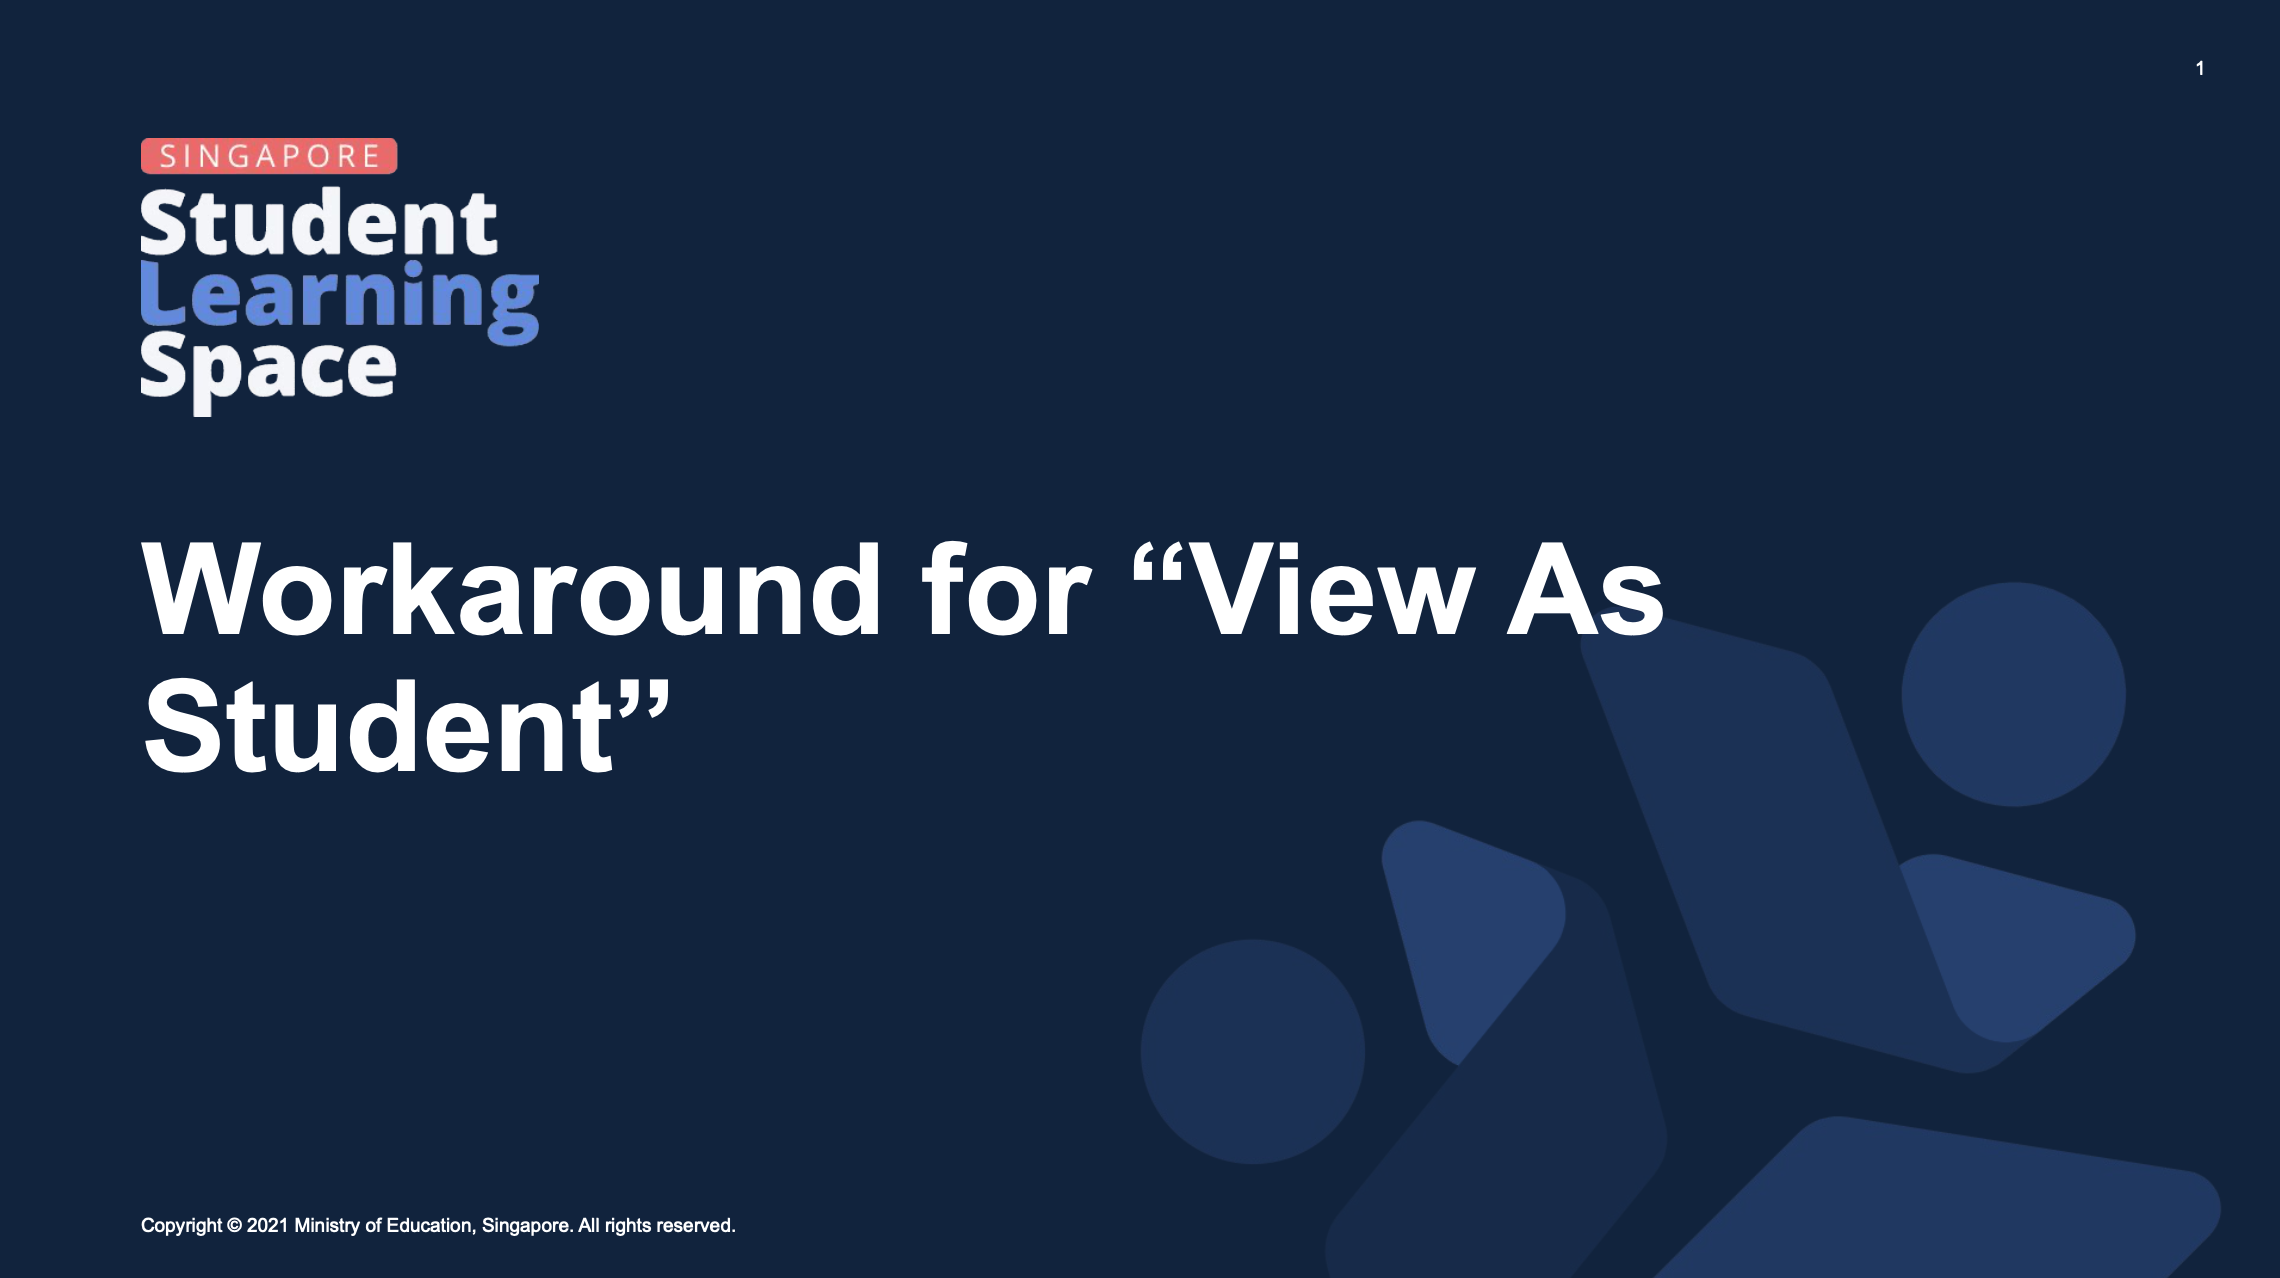 1
SINGAPORE
Student
Learning
Space
Workaround for “View As
Student”
Copyright © 2021 Ministry of Education, Singapore. All rights reserved.